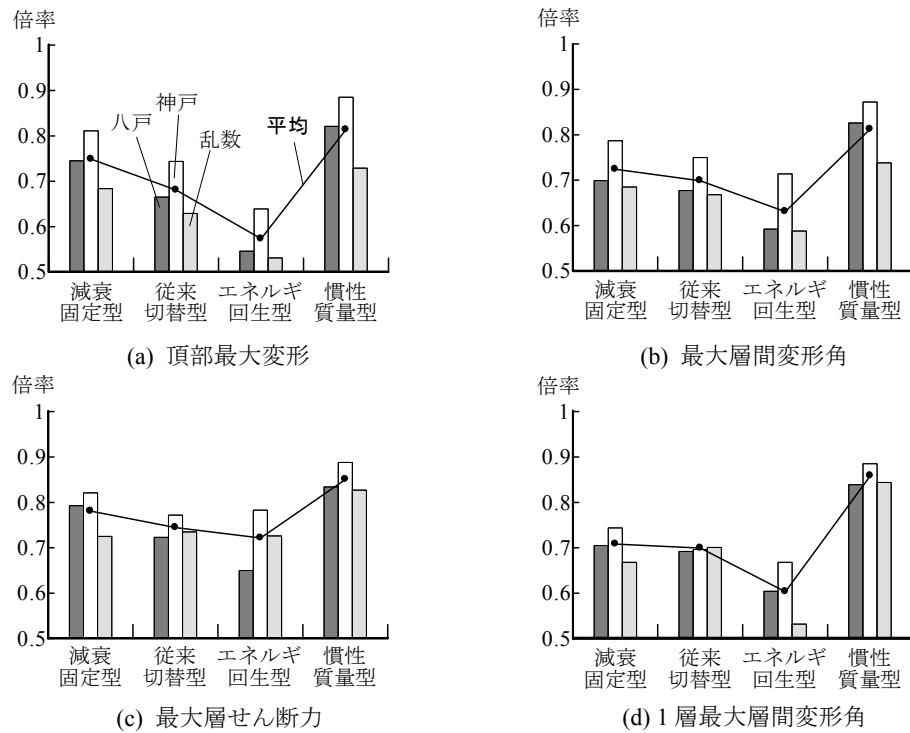 倍率
1
0.9
0.8
0.7
0.6
0.5
八戸
神戸
乱数
平均
減衰
固定型
従来
切替型
エネルギ
回生型
慣性
質量型
(a) 頂部最大変形
倍率
1
0.9
0.8
0.7
0.6
0.5
減衰
固定型
従来
切替型
エネルギ
回生型
慣性
質量型
(b) 最大層間変形角
倍率
1
0.9
0.8
0.7
0.6
0.5
減衰
固定型
従来
切替型
エネルギ
回生型
慣性
質量型
(c) 最大層せん断力
倍率
1
0.9
0.8
0.7
0.6
0.5
減衰
固定型
従来
切替型
エネルギ
回生型
慣性
質量型
(d) 1 層最大層間変形角